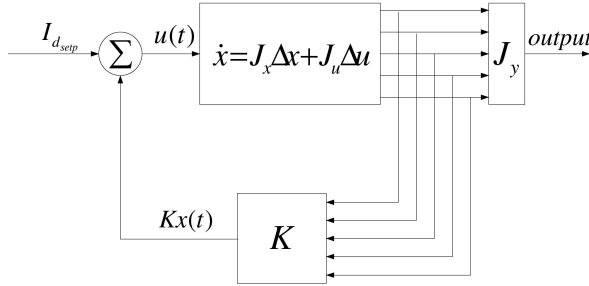 I_{d_{setp}}
Σ
u(t)
ẋ=J_xΔx+J_uΔu
J_y
output
Kx(t)
K